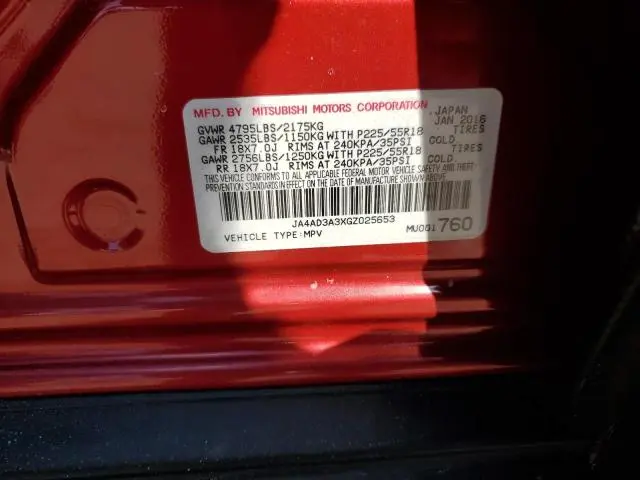 MFD. BY MITSUBISHI MOTORS CORPORATION JAPAN
GVWR 4795LBS/2175KG JAN 2016
GAWR 2535LBS/1150KG WITH P225/55R18 TIRES
FR 18X7.0J RIMS AT 240KPA/35PSI COLD
GAWR 2756LBS/1250KG WITH P225/55R18 TIRES
RR 18X7.0J RIMS AT 240KPA/35PSI COLD.
THIS VEHICLE CONFORMS TO ALL APPLICABLE FEDERAL MOTOR VEHICLE SAFETY AND THEFT
PREVENTION STANDARDS IN EFFECT ON THE DATE OF MANUFACTURE SHOWN ABOVE.
JA4AD3A3XGZ025653
VEHICLE TYPE:MPV MU001760